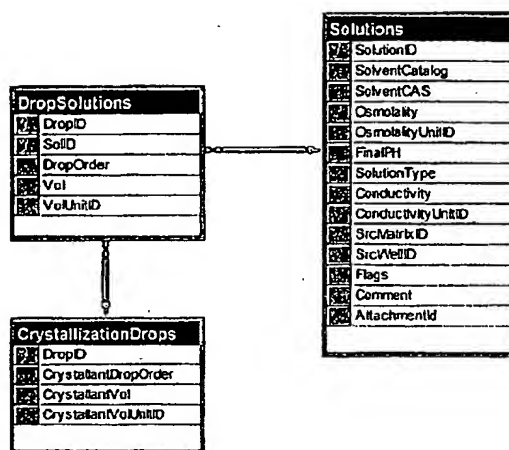 Solutions
SolutionID
SolventCatalog
SolventCAS
Osmolality
OsmolalityUnitID
FinalPH
SolutionType
Conductivity
ConductivityUnitID
SrcMatrixID
SrcWellID
Flags
Comment
AttachmentId
DropSolutions
DropID
SolID
DropOrder
Vol
VolUnitID
CrystallizationDrops
DropID
CrystallantDropOrder
CrystallantVol
CrystallantVolUnitID